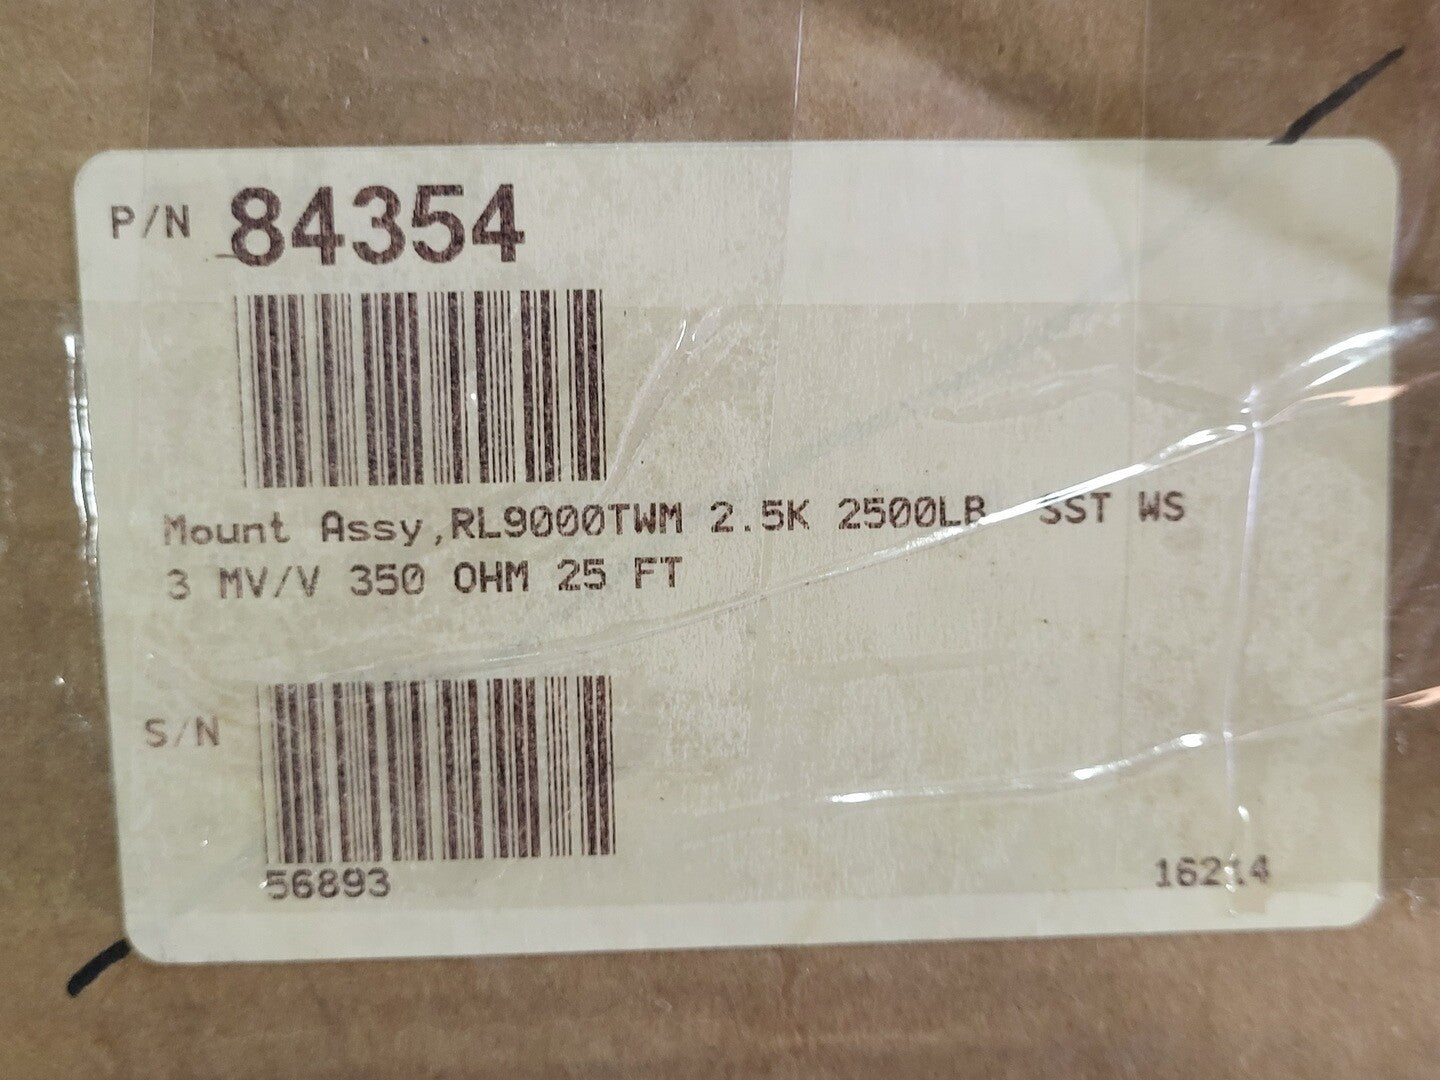 P/N 84354
Mount Assy,RL9000TWM 2.5K 2500LB SST WS
3 MV/V 350 OHM 25 FT
S/N
56893
16214